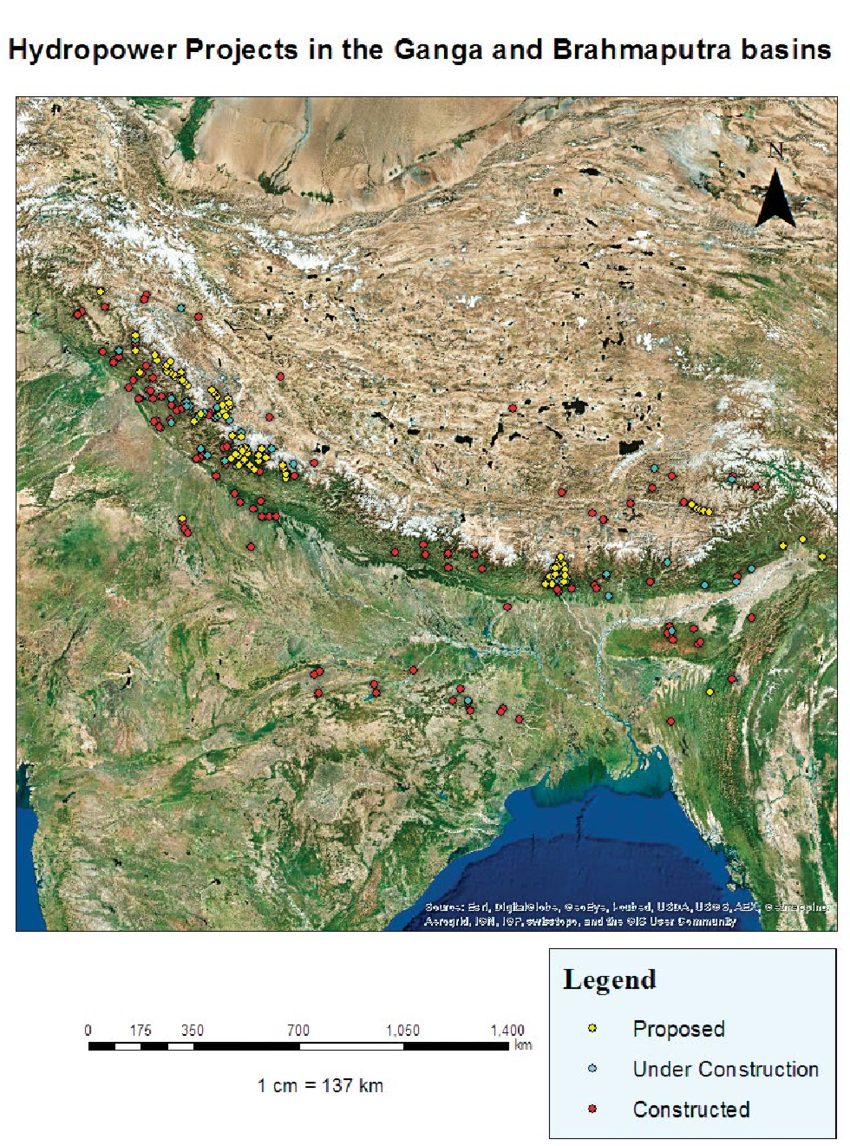 Hydropower Projects in the Ganga and Brahmaputra basins
N
Source: Esri, DigitalGlobe, GeoEye, i-cubed, USDA, USGS, AEX,
Aerogrid, IGN, IGP, swisstopo, and the GIS User Community
0 175 350 700 1,050 1,400
km
1 cm = 137 km
Legend
Proposed
Under Construction
Constructed